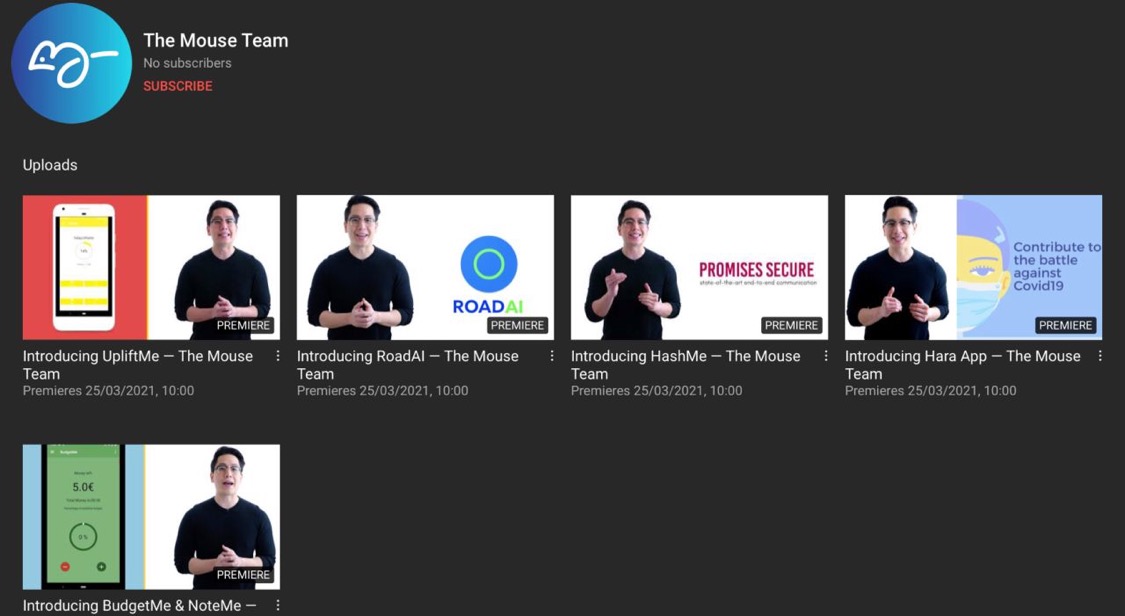 The Mouse Team
No subscribers
SUBSCRIBE
Uploads
PREMIERE
ROADAI
PREMIERE
PROMISES SECURE
state-of-the-art end-to-end communication
PREMIERE
Contribute to
the battle
against
Covid19
PREMIERE
Introducing UpliftMe — The Mouse
Team
Premieres 25/03/2021, 10:00
Introducing RoadAI — The Mouse
Team
Premieres 25/03/2021, 10:00
Introducing HashMe — The Mouse
Team
Premieres 25/03/2021, 10:00
Introducing Hara App — The Mouse
Team
Premieres 25/03/2021, 10:00
BudgetMe
5.0€
0%
PREMIERE
Introducing BudgetMe & NoteMe —